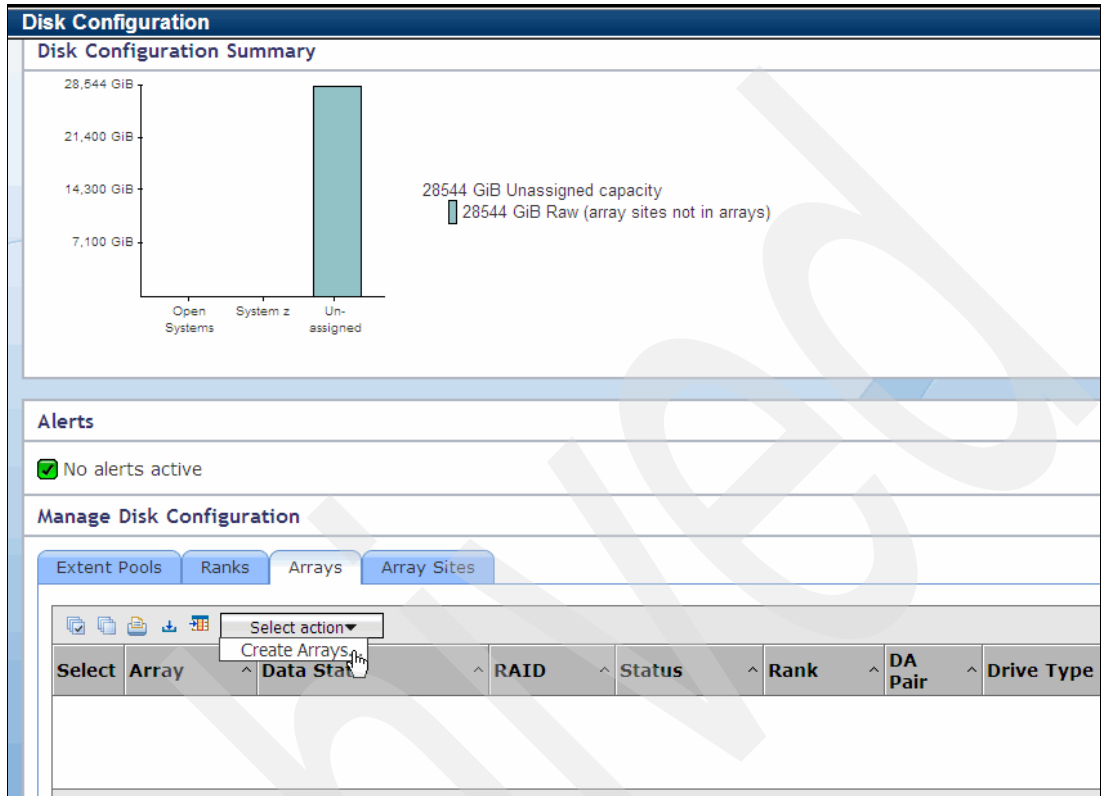 Disk Configuration
Disk Configuration Summary
28,544 GiB
21,400 GiB
14,300 GiB
7,100 GiB
Open Systems
System z
Un-assigned
28544 GiB Unassigned capacity
28544 GiB Raw (array sites not in arrays)
Alerts
No alerts active
Manage Disk Configuration
Extent Pools Ranks Arrays Array Sites
Select action▼
Create Arrays
Select Array Data Stat RAID Status Rank DA Pair Drive Type
hived